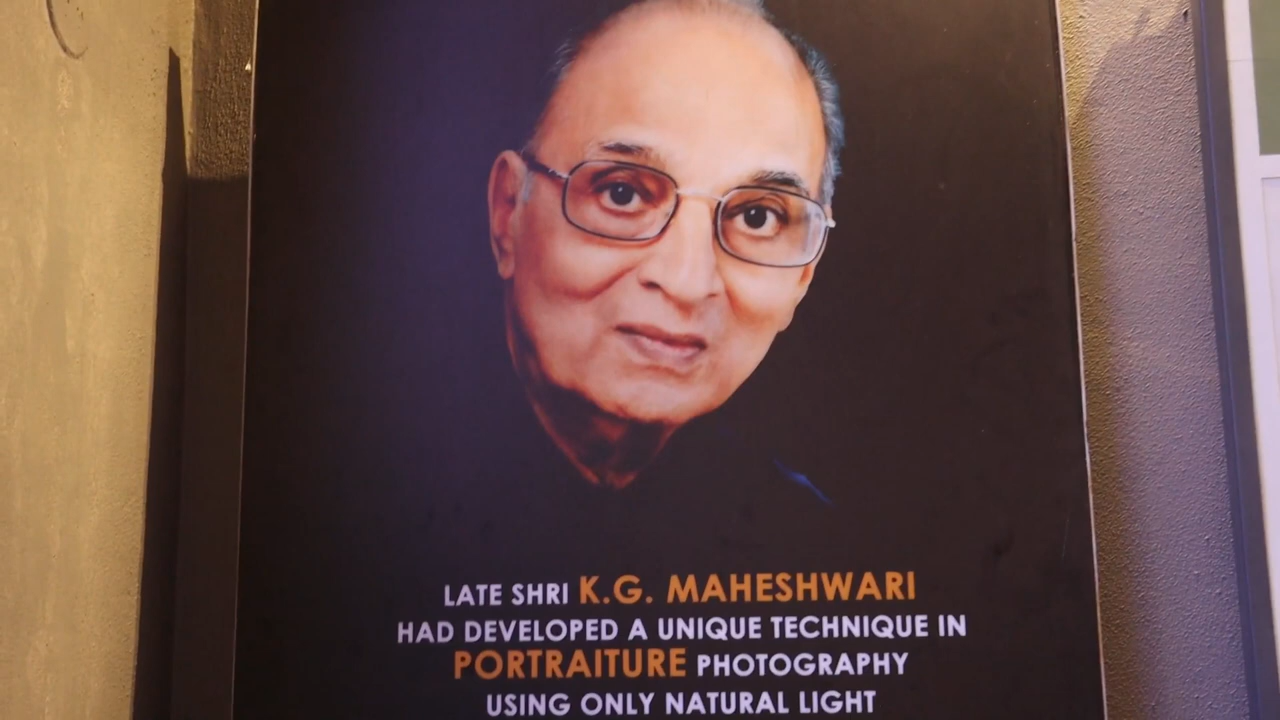 LATE SHRI K.G. MAHESHWARI
HAD DEVELOPED A UNIQUE TECHNIQUE IN
PORTRAITURE PHOTOGRAPHY
USING ONLY NATURAL LIGHT